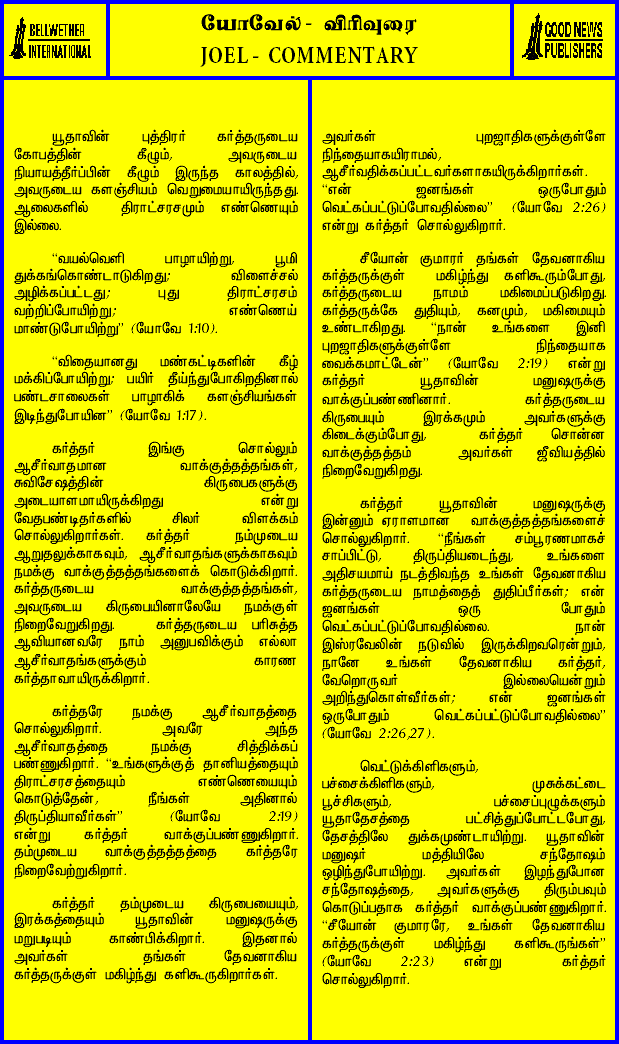 BELLWETHER
INTERNATIONAL
யோவேல் - விரிவுரை
JOEL - COMMENTARY
GOOD NEWS
PUBLISHERS
யூதாவின் புத்திரர் கர்த்தருடைய
கோபத்தின் கீழும், அவருடைய
நியாயத்தீர்ப்பின் கீழும் இருந்த காலத்தில்,
அவருடைய களஞ்சியம் வெறுமையாயிருந்தது.
ஆலைகளில் திராட்சரசமும் எண்ணெயும்
இல்லை.
“வயல்வெளி பாழாயிற்று, பூமி
துக்கங்கொண்டாடுகிறது; விளைச்சல்
அழிக்கப்பட்டது; புது திராட்சரசம்
வற்றிப்போயிற்று; எண்ணெய்
மாண்டுபோயிற்று” (யோவே 1:10).
“விதையானது மண்கட்டிகளின் கீழ்
மக்கிப்போயிற்று; பயிர் தீய்ந்துபோகிறதினால்
பண்டசாலைகள் பாழாகிக் களஞ்சியங்கள்
இடிந்துபோயின” (யோவே 1:17).
கர்த்தர் இங்கு சொல்லும்
ஆசீர்வாதமான வாக்குத்தத்தங்கள்,
சுவிசேஷத்தின் கிருபைகளுக்கு
அடையாளமாயிருக்கிறது என்று
வேதபண்டிதர்களில் சிலர் விளக்கம்
சொல்லுகிறார்கள். கர்த்தர் நம்முடைய
ஆறுதலுக்காகவும், ஆசீர்வாதங்களுக்காகவும்
நமக்கு வாக்குத்தத்தங்களைக் கொடுக்கிறார்.
கர்த்தருடைய வாக்குத்தத்தங்கள்,
அவருடைய கிருபையினாலேயே நமக்குள்
நிறைவேறுகிறது. கர்த்தருடைய பரிசுத்த
ஆவியானவரே நாம் அனுபவிக்கும் எல்லா
ஆசீர்வாதங்களுக்கும் காரண
கர்த்தாவாயிருக்கிறார்.
கர்த்தரே நமக்கு ஆசீர்வாதத்தை
சொல்லுகிறார். அவரே அந்த
ஆசீர்வாதத்தை நமக்கு சித்திக்கப்
பண்ணுகிறார். “உங்களுக்குத் தானியத்தையும்
திராட்சரசத்தையும் எண்ணெயையும்
கொடுத்தேன், நீங்கள் அதினால்
திருப்தியாவீர்கள்” (யோவே 2:19)
என்று கர்த்தர் வாக்குப்பண்ணுகிறார்.
தம்முடைய வாக்குத்தத்தத்தை கர்த்தரே
நிறைவேற்றுகிறார்.
கர்த்தர் தம்முடைய கிருபையையும்,
இரக்கத்தையும் யூதாவின் மனுஷருக்கு
மறுபடியும் காண்பிக்கிறார். இதனால்
அவர்கள் தங்கள் தேவனாகிய
கர்த்தருக்குள் மகிழ்ந்து களிகூருகிறார்கள்.
அவர்கள் புறஜாதிகளுக்குள்ளே
நிந்தையாகயிராமல்,
ஆசீர்வதிக்கப்பட்டவர்களாகயிருக்கிறார்கள்.
“என் ஜனங்கள் ஒருபோதும்
வெட்கப்பட்டுப்போவதில்லை” (யோவே 2:26)
என்று கர்த்தர் சொல்லுகிறார்.
சீயோன் குமாரர் தங்கள் தேவனாகிய
கர்த்தருக்குள் மகிழ்ந்து களிகூரும்போது,
கர்த்தருடைய நாமம் மகிமைப்படுகிறது.
கர்த்தருக்கே துதியும், கனமும், மகிமையும்
உண்டாகிறது. “நான் உங்களை இனி
புறஜாதிகளுக்குள்ளே நிந்தையாக
வைக்கமாட்டேன்” (யோவே 2:19) என்று
கர்த்தர் யூதாவின் மனுஷருக்கு
வாக்குப்பண்ணினார். கர்த்தருடைய
கிருபையும் இரக்கமும் அவர்களுக்கு
கிடைக்கும்போது, கர்த்தர் சொன்ன
வாக்குத்தத்தம் அவர்கள் ஜீவியத்தில்
நிறைவேறுகிறது.
கர்த்தர் யூதாவின் மனுஷருக்கு
இன்னும் ஏராளமான வாக்குத்தத்தங்களைச்
சொல்லுகிறார். “நீங்கள் சம்பூரணமாகச்
சாப்பிட்டு, திருப்தியடைந்து, உங்களை
அதிசயமாய் நடத்திவந்த உங்கள் தேவனாகிய
கர்த்தருடைய நாமத்தைத் துதிப்பீர்கள்; என்
ஜனங்கள் ஒரு போதும்
வெட்கப்பட்டுப்போவதில்லை. நான்
இஸ்ரவேலின் நடுவில் இருக்கிறவரென்றும்,
நானே உங்கள் தேவனாகிய கர்த்தர்,
வேறொருவர் இல்லையென்றும்
அறிந்துகொள்வீர்கள்; என் ஜனங்கள்
ஒருபோதும் வெட்கப்பட்டுப்போவதில்லை”
(யோவே 2:26,27).
வெட்டுக்கிளிகளும்,
பச்சைக்கிளிகளும், முசுக்கட்டை
பூச்சிகளும், பச்சைப்புழுக்களும்
யூதாதேசத்தை பட்சித்துப்போட்டபோது,
தேசத்திலே துக்கமுண்டாயிற்று. யூதாவின்
மனுஷர் மத்தியிலே சந்தோஷம்
ஒழிந்துபோயிற்று. அவர்கள் இழந்துபோன
சந்தோஷத்தை, அவர்களுக்கு திரும்பவும்
கொடுப்பதாக கர்த்தர் வாக்குப்பண்ணுகிறார்.
“சீயோன் குமாரரே, உங்கள் தேவனாகிய
கர்த்தருக்குள் மகிழ்ந்து களிகூருங்கள்”
(யோவே 2:23) என்று கர்த்தர்
சொல்லுகிறார்.